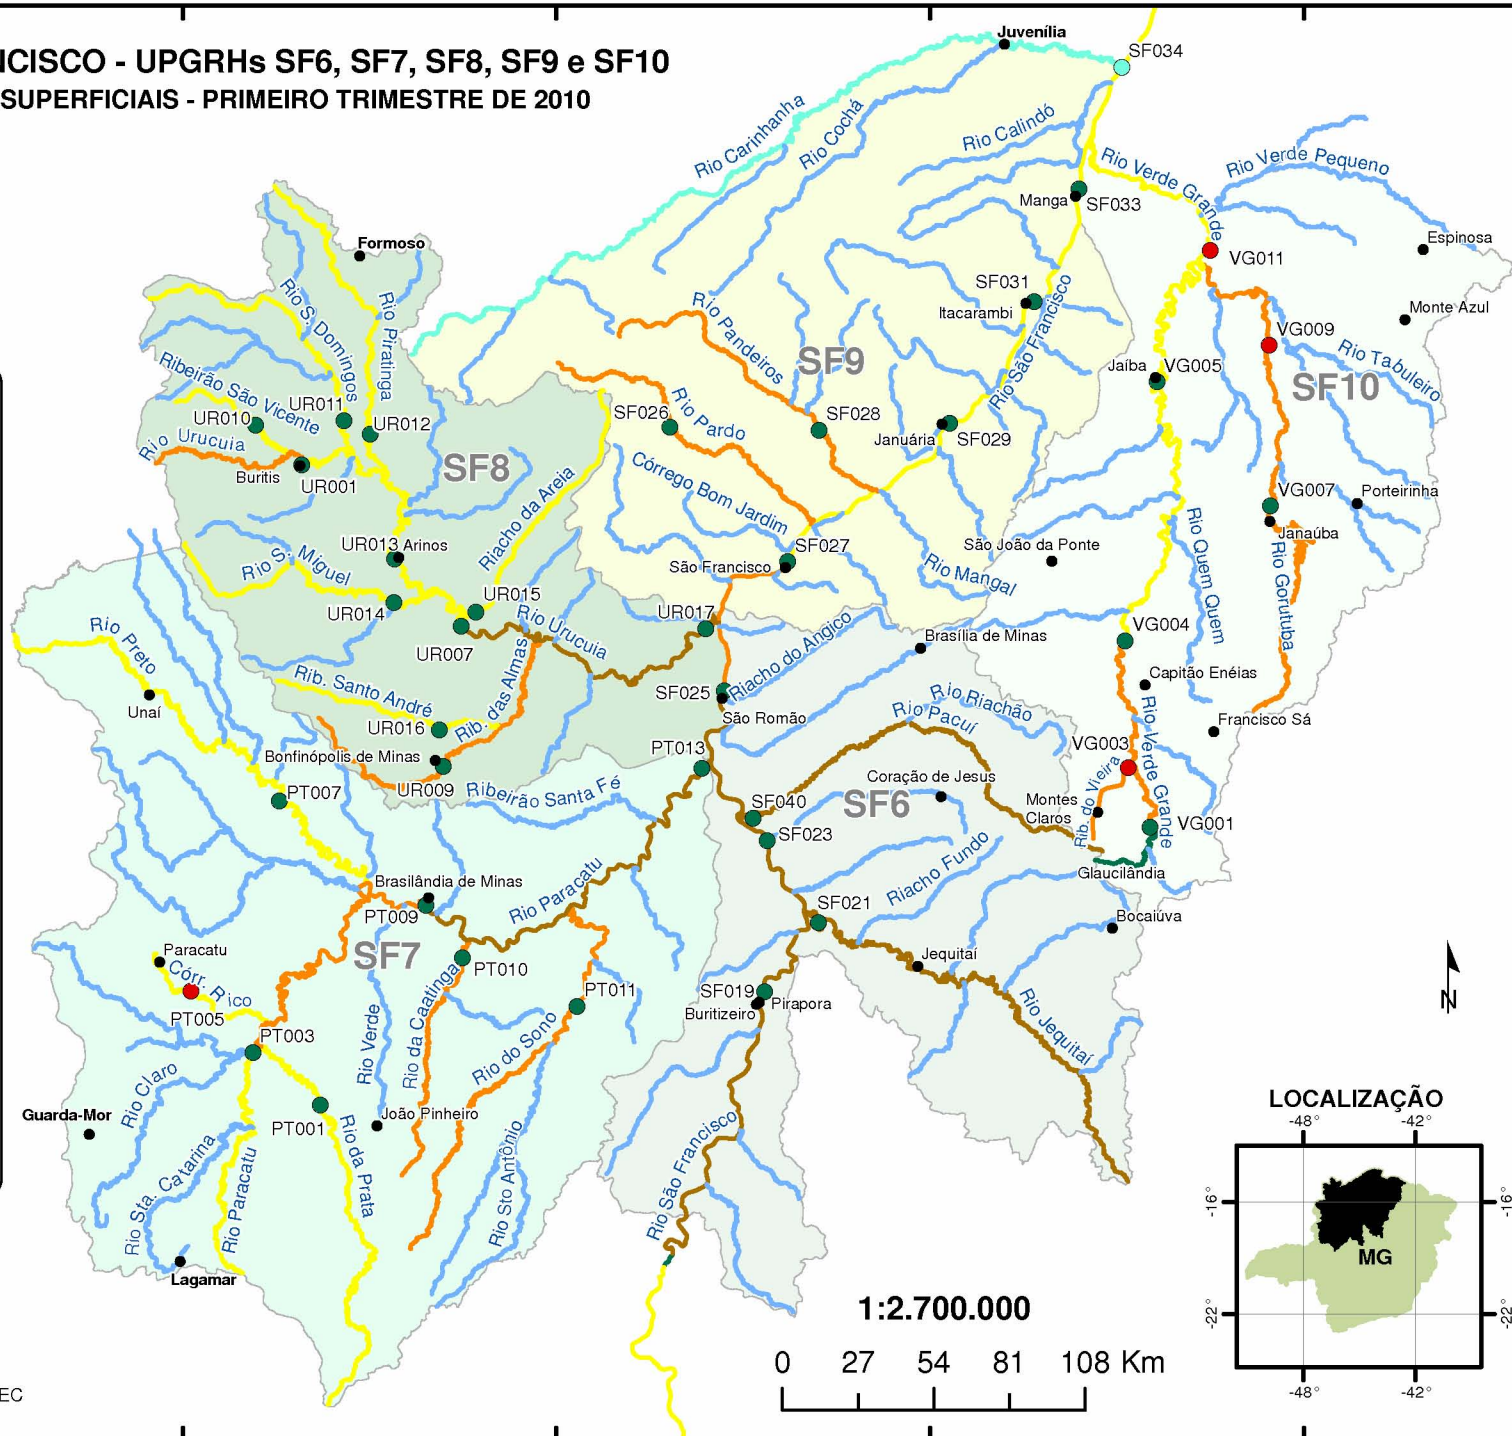 NCISCO - UPGRHs SF6, SF7, SF8, SF9 e SF10
SUPERFICIAIS - PRIMEIRO TRIMESTRE DE 2010
Juvenília
SF034
Rio Carinhanha
Rio Cochá
Rio Calindó
Rio Verde Grande
Rio Verde Pequeno
Manga
SF033
Formoso
Espinosa
VG011
SF031
Itacarambi
Rio São Francisco
Monte Azul
Rio S. Domingos
Rio Piratinga
Rio Pandeiros
SF9
VG009
Rio Tabuleiro
Jaíba
VG005
SF10
Ribeirão São Vicente
UR010
UR011
UR012
SF026
Rio Pardo
SF028
Januária
SF029
Rio Urucuia
Buritis
UR001
SF8
Riacho da Areia
Córrego Bom Jardim
VG007
Porteirinha
Janaúba
UR013
Arinos
Rio S. Miguel
SF027
São Francisco
São João da Ponte
Rio Mangal
Rio Quem Quem
Rio Gorutuba
UR014
UR015
Rio Urucuia
UR017
UR007
Riacho do Angico
Brasília de Minas
VG004
Rio Preto
Unaí
Rib. Santo André
Rib. das Almas
SF025
São Romão
Capitão Enéias
Rio Riachão
Rio Pacuí
Francisco Sá
UR016
Bonfinópolis de Minas
UR009
PT013
VG003
Rib. do Vieira
Rio Verde Grande
PT007
Ribeirão Santa Fé
Coração de Jesus
SF6
SF040
Montes
Claros
SF023
VG001
Riacho Fundo
Glaucilândia
Brasilândia de Minas
PT009
Rio Paracatu
SF021
Bocaiúva
Paracatu
Córr. Rico
SF7
PT005
PT010
Jequitaí
PT011
SF019
Pirapora
Buritizeiro
N
PT003
Rio Verde
Rio da Caatinga
Rio do Sono
Rio Jequitaí
Rio Claro
Guarda-Mor
PT001
João Pinheiro
Rio da Prata
Rio Sta. Catarina
Rio Paracatu
Rio Sto Antônio
Rio São Francisco
Lagamar
LOCALIZAÇÃO
-48°
-42°
-16°
-16°
MG
-22°
-22°
-48°
-42°
1:2.700.000
0 27 54 81 108 Km
EC